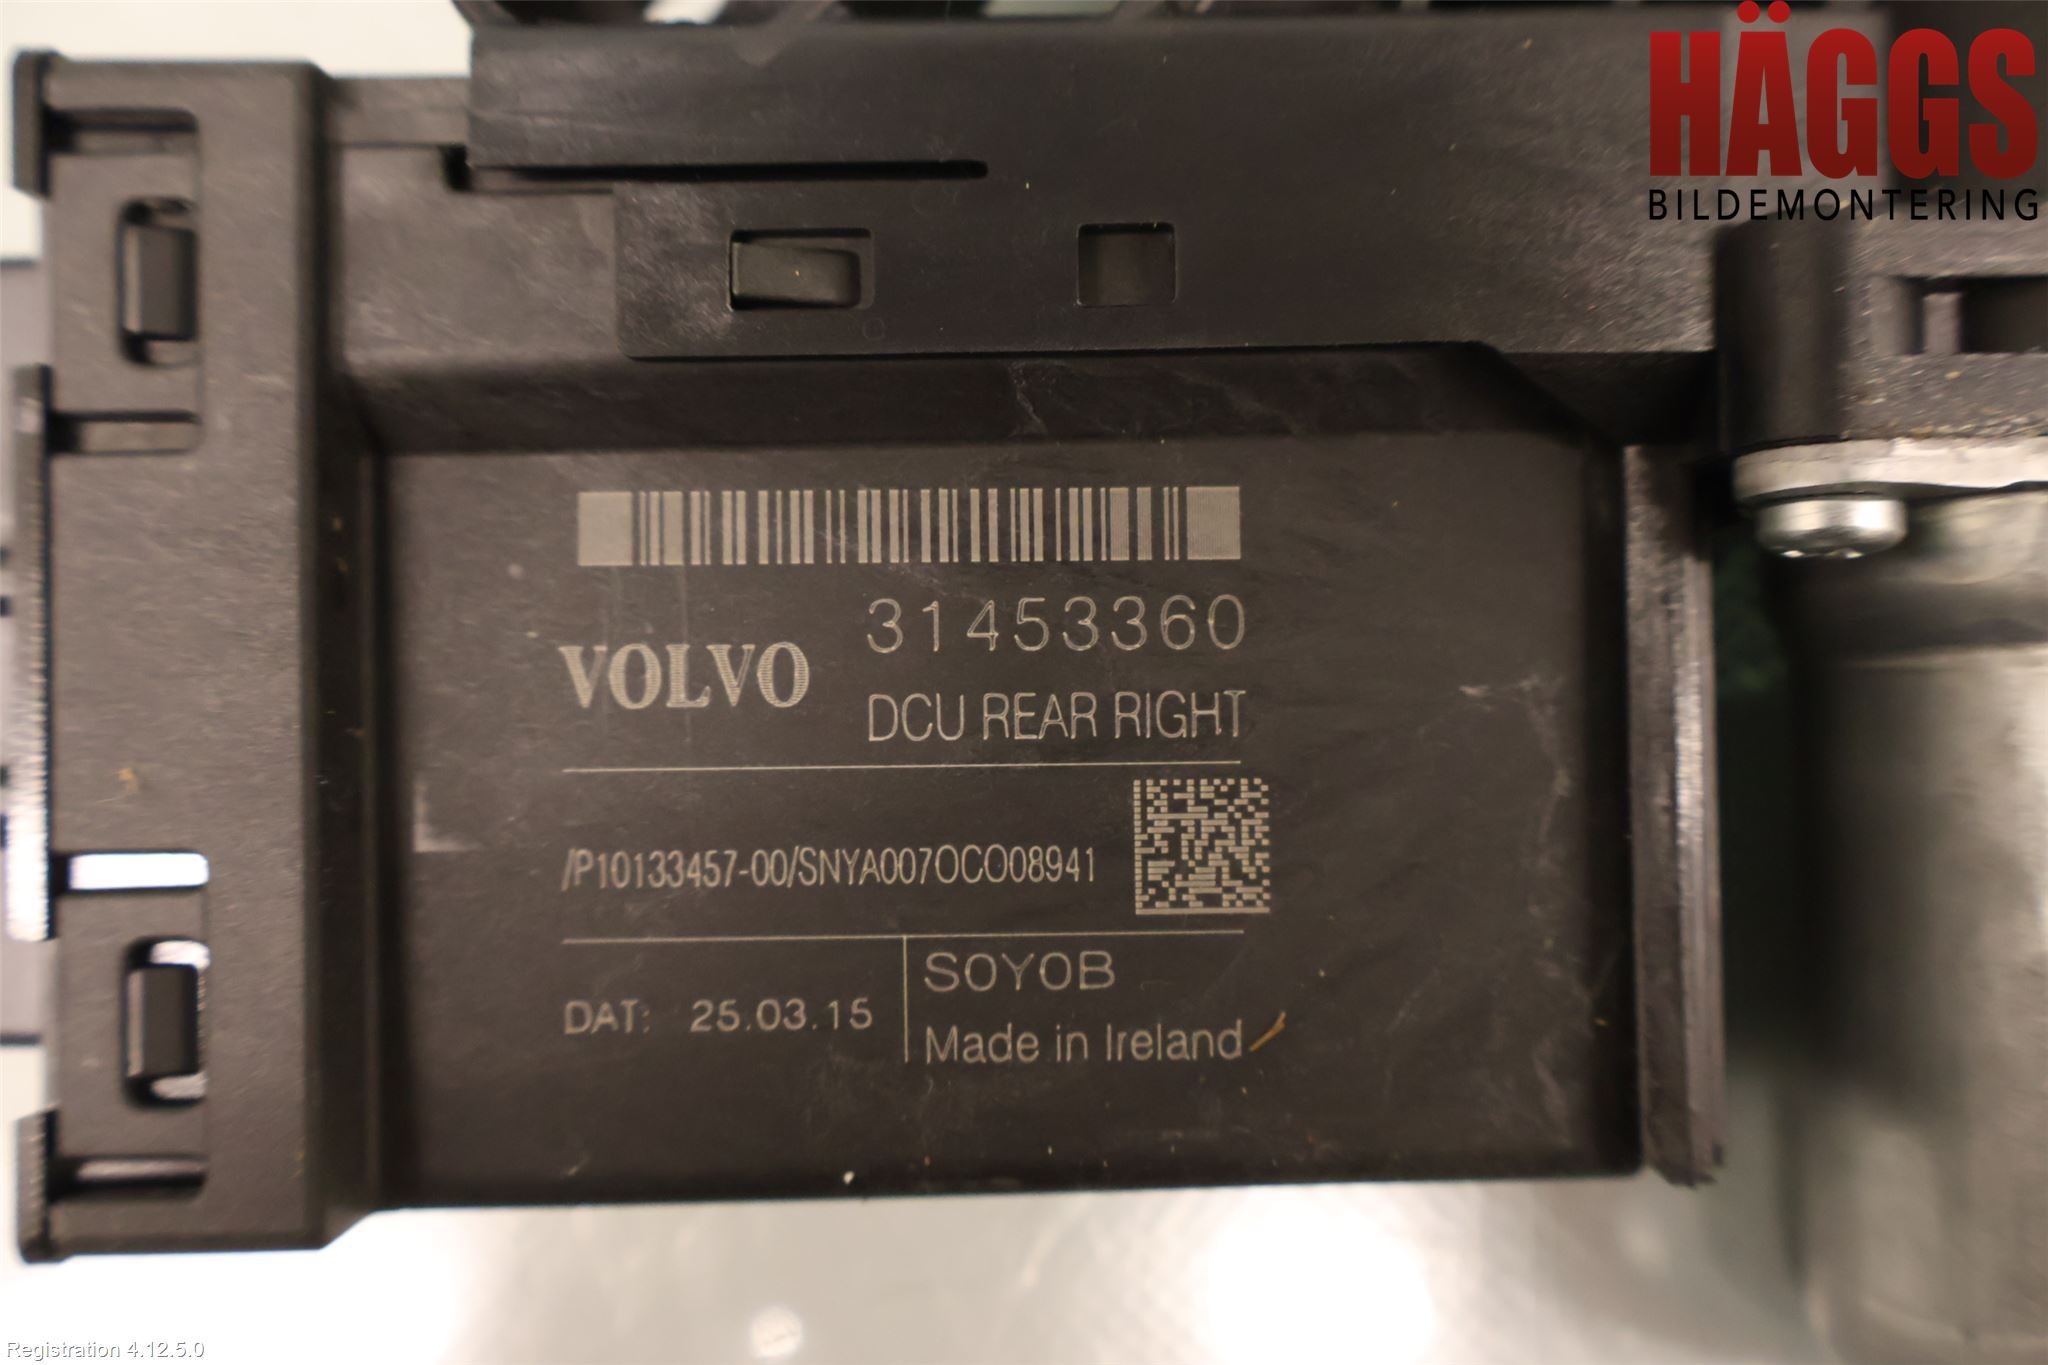 HÄGGS
BILDEMONTERING
31453360
VOLVO
DCU REAR RIGHT
/P10133457-00/SNYA007OCO08941
DAT: 25.03.15
SOYOB
Made in Ireland
Registration 4.12.5.0